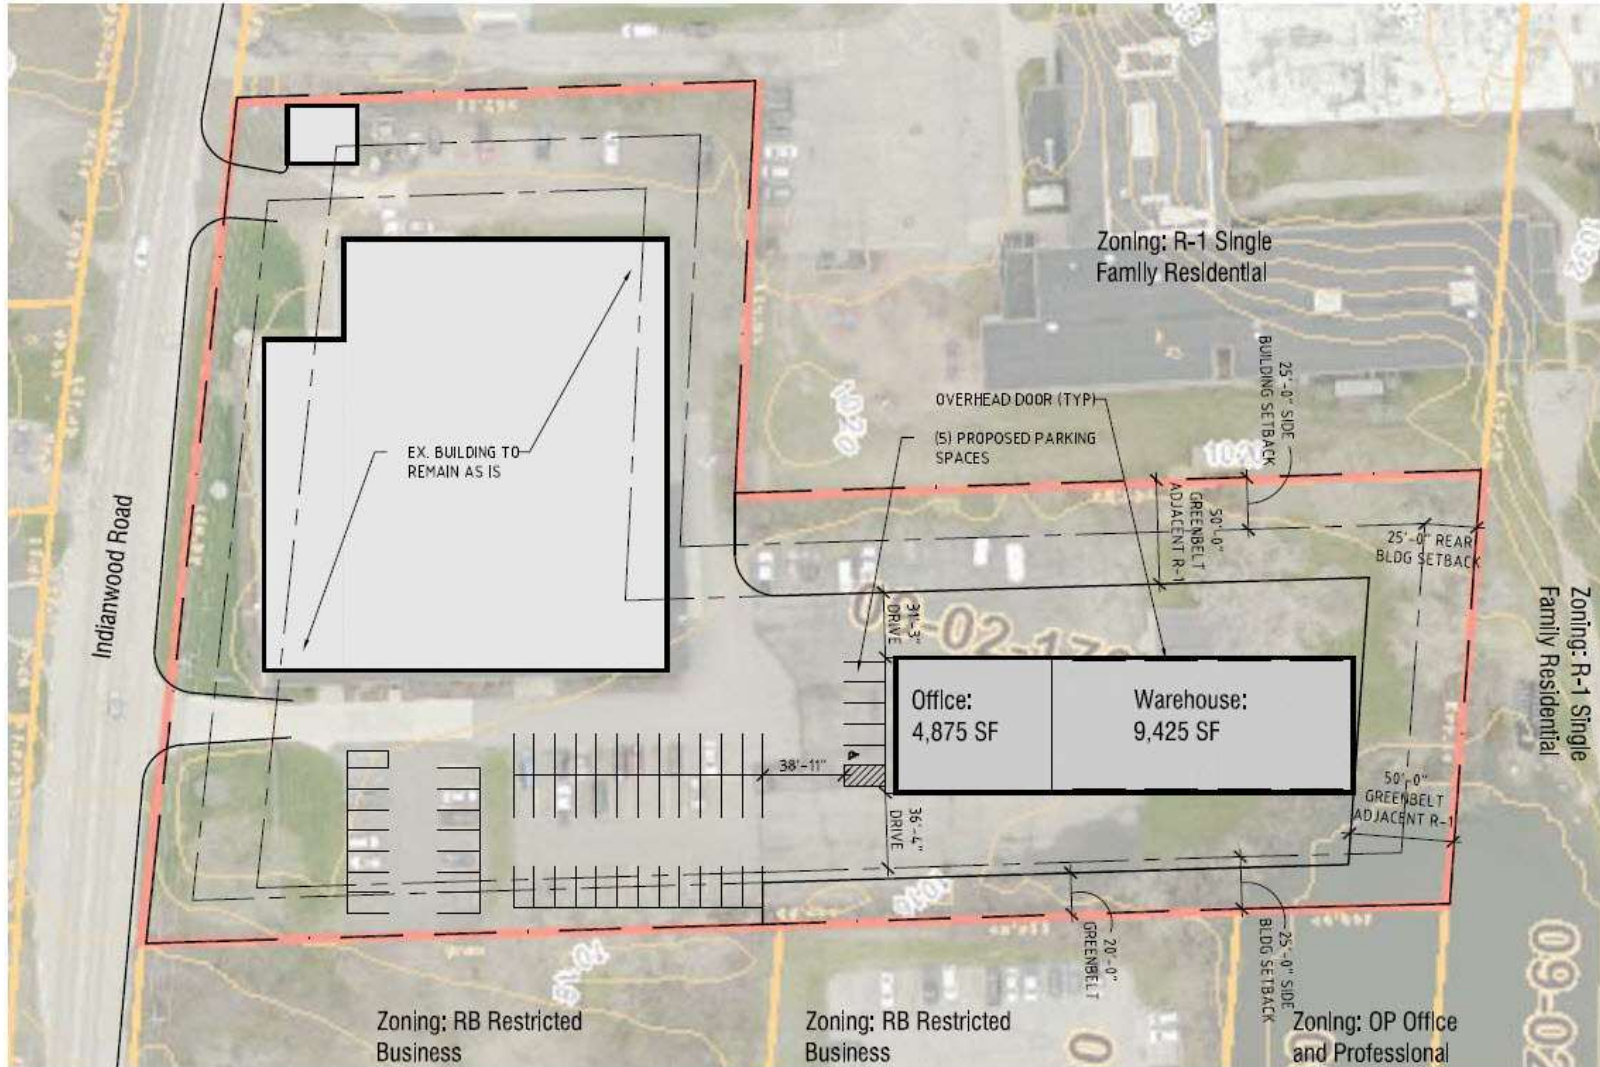 Zoning: R-1 Single
Family Residential
OVERHEAD DOOR (TYP)
(5) PROPOSED PARKING
SPACES
25'-0" SIDE
BUILDING SETBACK
EX. BUILDING TO
REMAIN AS IS
1020
50'-0"
GREENBELT
ADJACENT R-1
25'-0" REAR
BLDG SETBACK
Indianwood Road
Zoning: R-1 Single
Family Residential
31'-3"
DRIVE
Office:
4,875 SF
Warehouse:
9,425 SF
38'-11"
36'-4"
DRIVE
50'-0"
GREENBELT
ADJACENT R-1
20'-0"
GREENBELT
25'-0" SIDE
BLDG SETBACK
Zoning: RB Restricted
Business
Zoning: RB Restricted
Business
Zoning: OP Office
and Professional
09-02